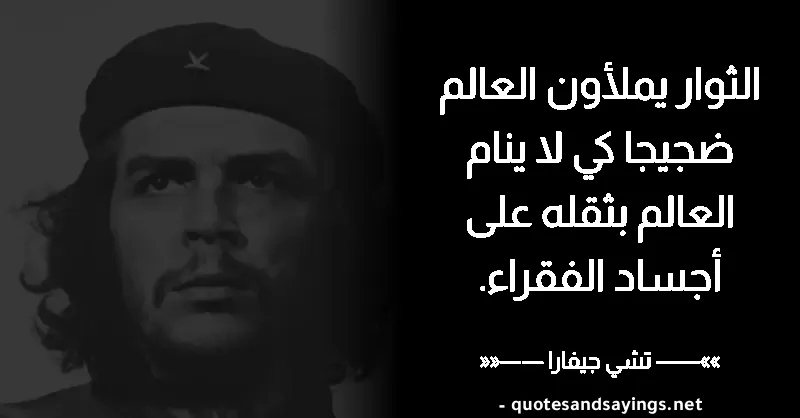 الثوار يملأون العالم
ضجيجا كي لا ينام
العالم بثقله على
أجساد الفقراء.
»»—— تشي جيفارا ——««
- quotesandsayings.net